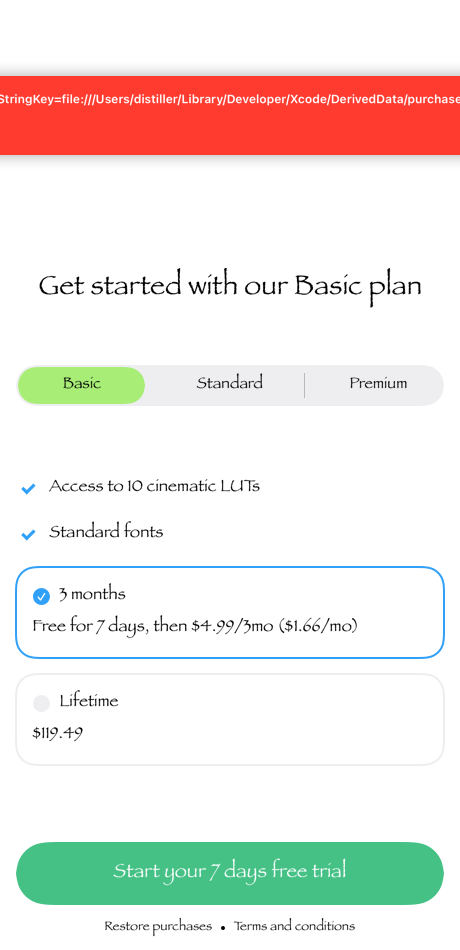 StringKey=file:///Users/distiller/Library/Developer/Xcode/DerivedData/purchase
Get started with our Basic plan
Basic
Standard
Premium
Access to 10 cinematic LUTs
Standard fonts
3 months
Free for 7 days, then $4.99/3mo ($1.66/mo)
Lifetime
$119.49
Start your 7 days free trial
Restore purchases • Terms and conditions